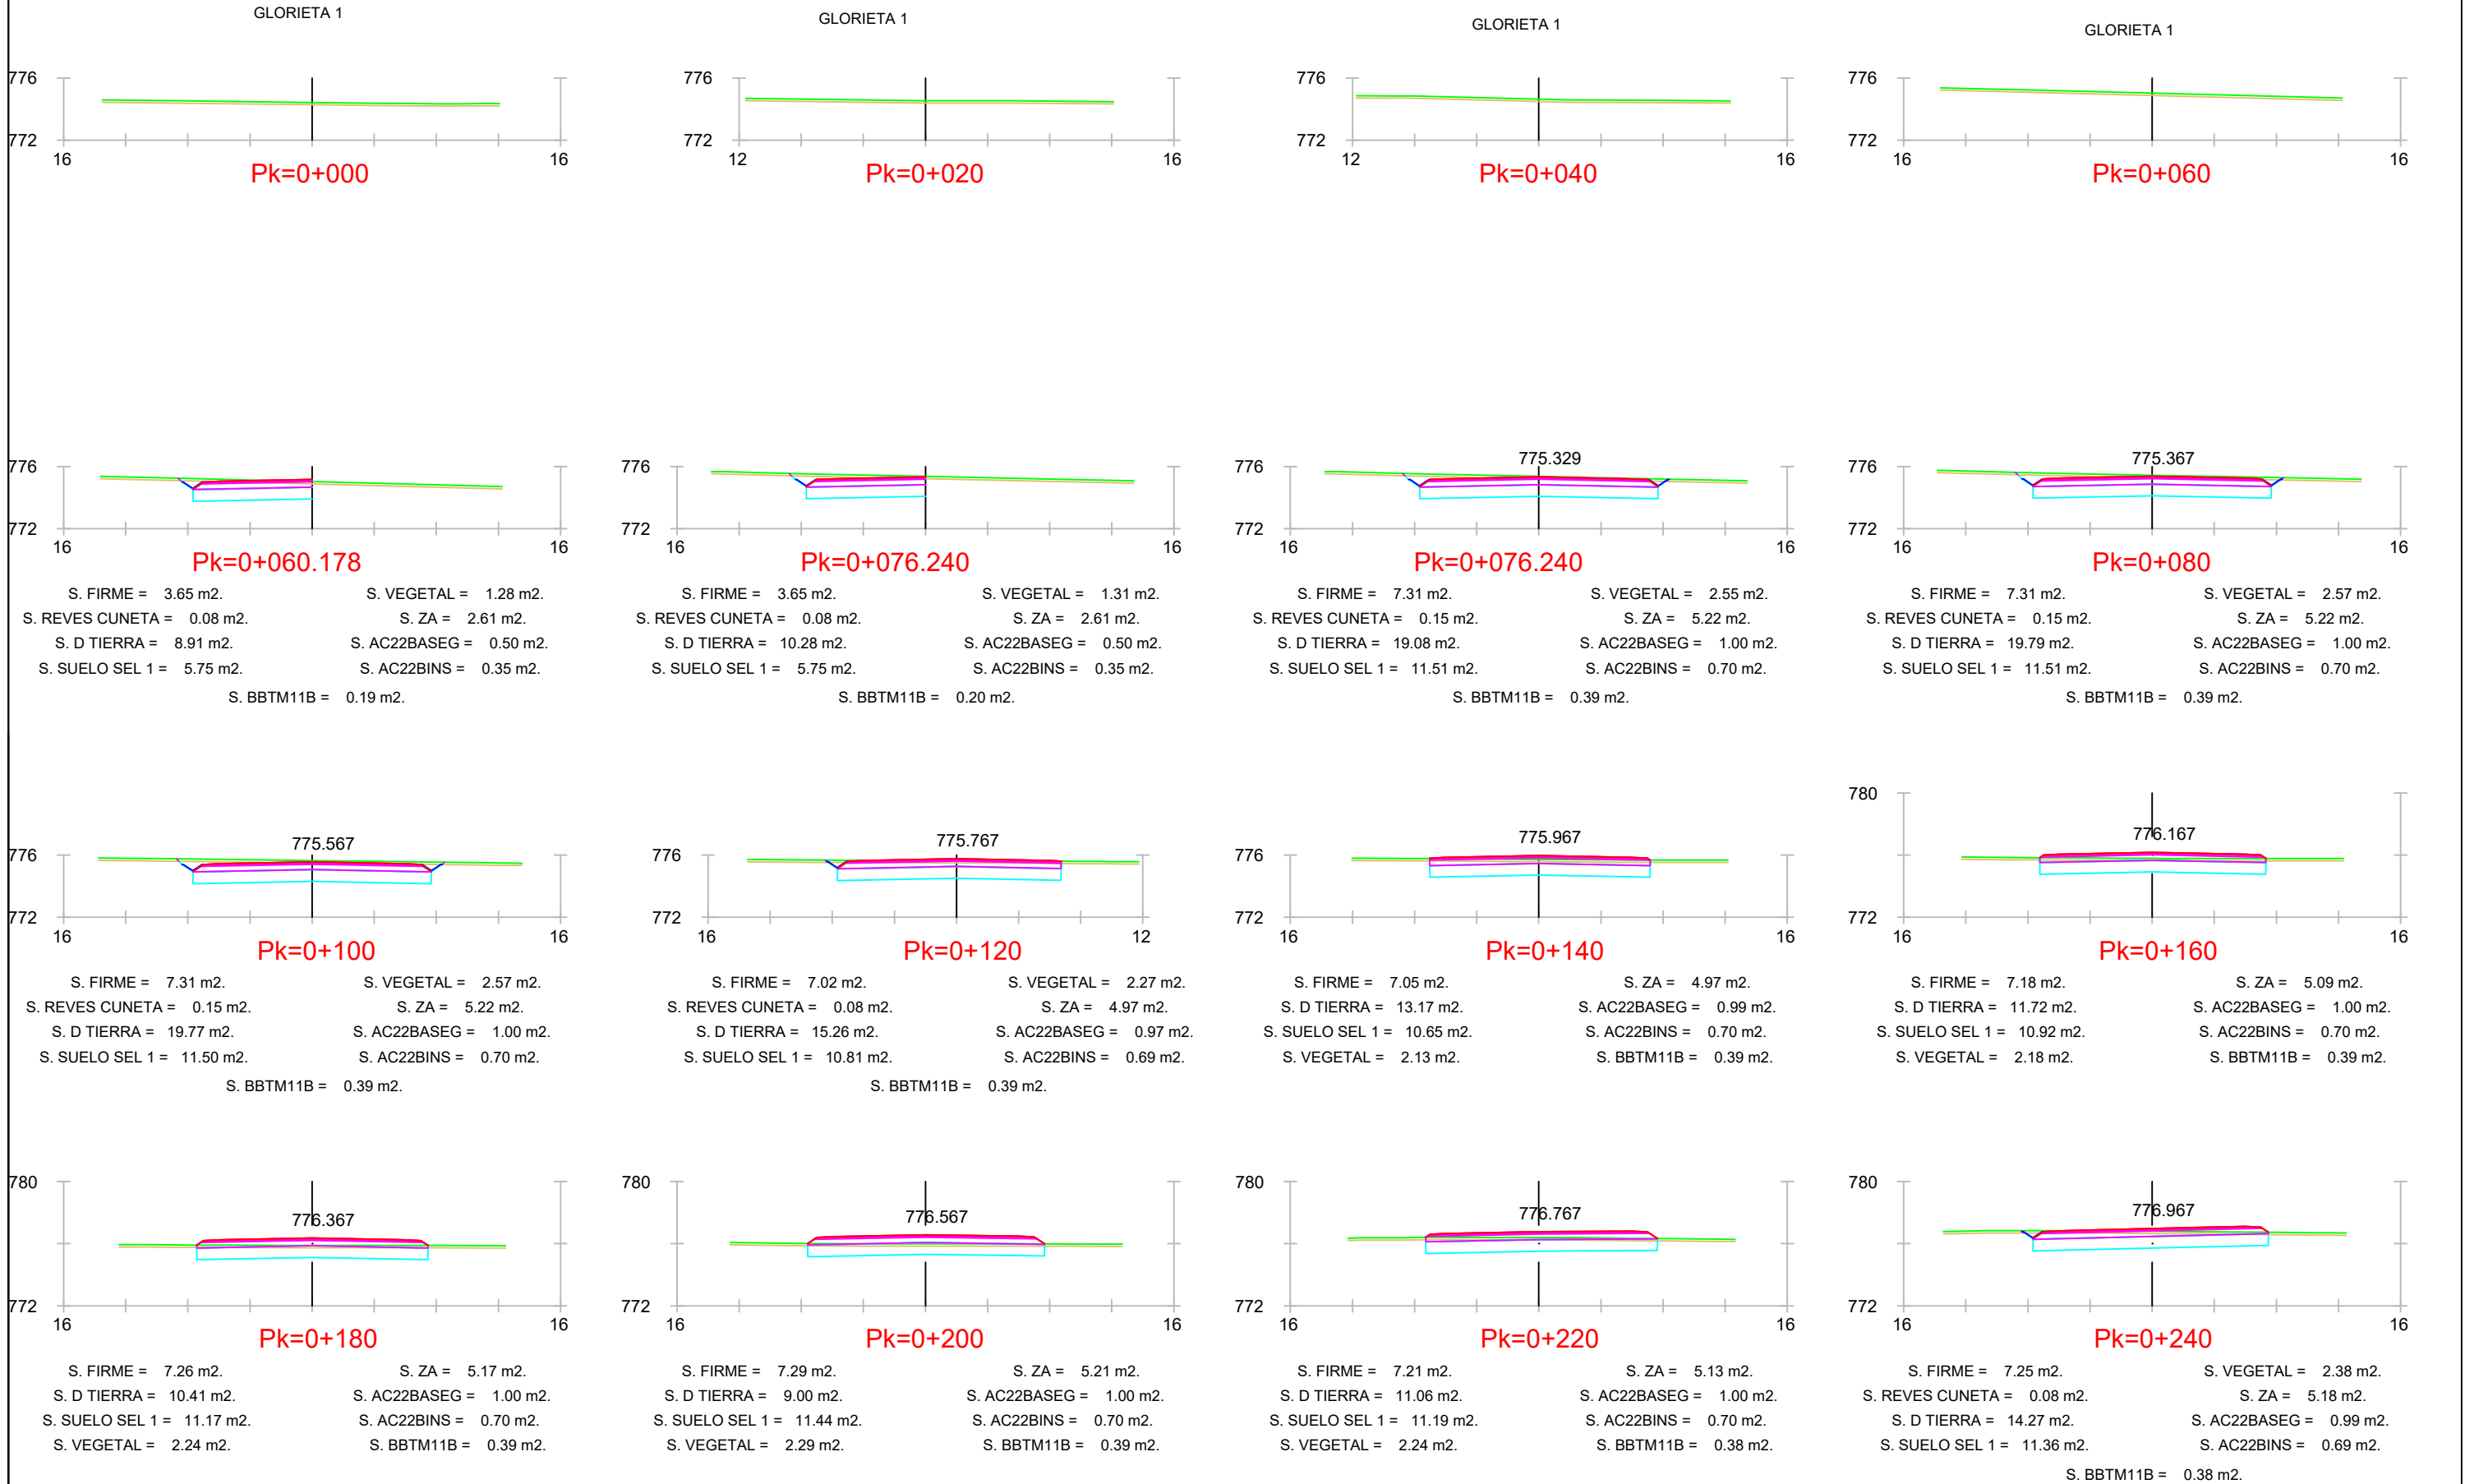 GLORIETA 1 GLORIETA 1 GLORIETA 1 GLORIETA 1
776 776 776 776
772 772 772 772
16 16 12 16 12 16 16 16
Pk=0+000 Pk=0+020 Pk=0+040 Pk=0+060
775.329 775.367
776 776 776 776
772 772 772 772
16 16 16 16 16 16 16 16
Pk=0+060.178 Pk=0+076.240 Pk=0+076.240 Pk=0+080
S. FIRME = 3.65 m2. S. VEGETAL = 1.28 m2. S. FIRME = 3.65 m2. S. VEGETAL = 1.31 m2. S. FIRME = 7.31 m2. S. VEGETAL = 2.55 m2. S. FIRME = 7.31 m2. S. VEGETAL = 2.57 m2.
S. REVES CUNETA = 0.08 m2. S. ZA = 2.61 m2. S. REVES CUNETA = 0.08 m2. S. ZA = 2.61 m2. S. REVES CUNETA = 0.15 m2. S. ZA = 5.22 m2. S. REVES CUNETA = 0.15 m2. S. ZA = 5.22 m2.
S. D TIERRA = 8.91 m2. S. AC22BASEG = 0.50 m2. S. D TIERRA = 10.28 m2. S. AC22BASEG = 0.50 m2. S. D TIERRA = 19.08 m2. S. AC22BASEG = 1.00 m2. S. D TIERRA = 19.79 m2. S. AC22BASEG = 1.00 m2.
S. SUELO SEL 1 = 5.75 m2. S. AC22BINS = 0.35 m2. S. SUELO SEL 1 = 5.75 m2. S. AC22BINS = 0.35 m2. S. SUELO SEL 1 = 11.51 m2. S. AC22BINS = 0.70 m2. S. SUELO SEL 1 = 11.51 m2. S. AC22BINS = 0.70 m2.
S. BBTM11B = 0.19 m2. S. BBTM11B = 0.20 m2. S. BBTM11B = 0.39 m2. S. BBTM11B = 0.39 m2.
780
775.567 775.767 775.967 776.167
776 776 776
772 772 772 772
16 16 16 12 16 16 16 16
Pk=0+100 Pk=0+120 Pk=0+140 Pk=0+160
S. FIRME = 7.31 m2. S. VEGETAL = 2.57 m2. S. FIRME = 7.02 m2. S. VEGETAL = 2.27 m2. S. FIRME = 7.05 m2. S. ZA = 4.97 m2. S. FIRME = 7.18 m2. S. ZA = 5.09 m2.
S. REVES CUNETA = 0.15 m2. S. ZA = 5.22 m2. S. REVES CUNETA = 0.08 m2. S. ZA = 4.97 m2. S. D TIERRA = 13.17 m2. S. AC22BASEG = 0.99 m2. S. D TIERRA = 11.72 m2. S. AC22BASEG = 1.00 m2.
S. D TIERRA = 19.77 m2. S. AC22BASEG = 1.00 m2. S. D TIERRA = 15.26 m2. S. AC22BASEG = 0.97 m2. S. SUELO SEL 1 = 10.65 m2. S. AC22BINS = 0.70 m2. S. SUELO SEL 1 = 10.92 m2. S. AC22BINS = 0.70 m2.
S. SUELO SEL 1 = 11.50 m2. S. AC22BINS = 0.70 m2. S. SUELO SEL 1 = 10.81 m2. S. AC22BINS = 0.69 m2. S. VEGETAL = 2.13 m2. S. BBTM11B = 0.39 m2. S. VEGETAL = 2.18 m2. S. BBTM11B = 0.39 m2.
S. BBTM11B = 0.39 m2. S. BBTM11B = 0.39 m2.
780 780 780 780
776.367 776.567 776.767 776.967
772 772 772 772
16 16 16 16 16 16 16 16
Pk=0+180 Pk=0+200 Pk=0+220 Pk=0+240
S. FIRME = 7.26 m2. S. ZA = 5.17 m2. S. FIRME = 7.29 m2. S. ZA = 5.21 m2. S. FIRME = 7.21 m2. S. ZA = 5.13 m2. S. FIRME = 7.25 m2. S. VEGETAL = 2.38 m2.
S. D TIERRA = 10.41 m2. S. AC22BASEG = 1.00 m2. S. D TIERRA = 9.00 m2. S. AC22BASEG = 1.00 m2. S. D TIERRA = 11.06 m2. S. AC22BASEG = 1.00 m2. S. REVES CUNETA = 0.08 m2. S. ZA = 5.18 m2.
S. SUELO SEL 1 = 11.17 m2. S. AC22BINS = 0.70 m2. S. SUELO SEL 1 = 11.44 m2. S. AC22BINS = 0.70 m2. S. SUELO SEL 1 = 11.19 m2. S. AC22BINS = 0.70 m2. S. D TIERRA = 14.27 m2. S. AC22BASEG = 0.99 m2.
S. VEGETAL = 2.24 m2. S. BBTM11B = 0.39 m2. S. VEGETAL = 2.29 m2. S. BBTM11B = 0.39 m2. S. VEGETAL = 2.24 m2. S. BBTM11B = 0.38 m2. S. SUELO SEL 1 = 11.36 m2. S. AC22BINS = 0.69 m2.
S. BBTM11B = 0.38 m2.